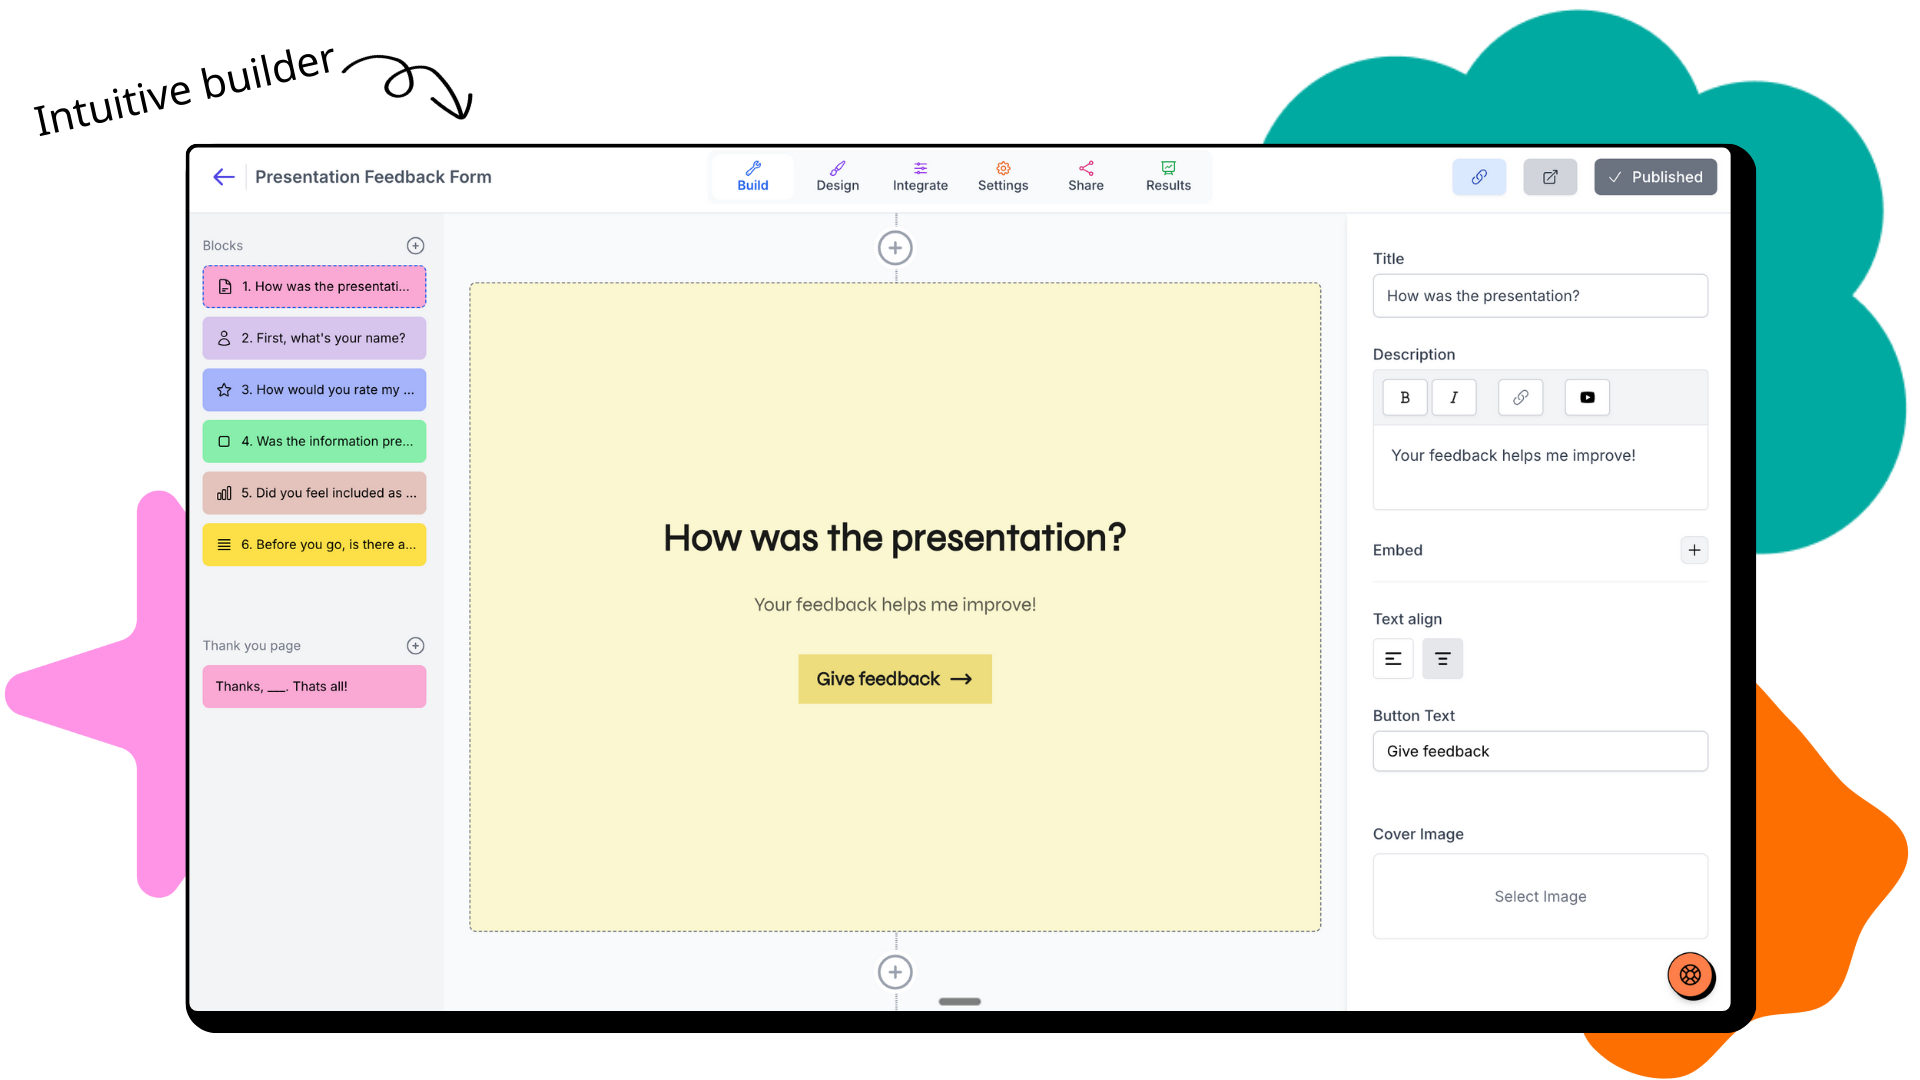 Intuitive builder
Presentation Feedback Form
Build
Design
Integrate
Settings
Share
Results
Published
Blocks
1. How was the presentati...
2. First, what's your name?
3. How would you rate my ...
4. Was the information pre...
5. Did you feel included as ...
6. Before you go, is there a...
Thank you page
Thanks, ___. Thats all!
How was the presentation?
Your feedback helps me improve!
Give feedback
Title
How was the presentation?
Description
B I
Your feedback helps me improve!
Embed
Text align
Button Text
Give feedback
Cover Image
Select Image